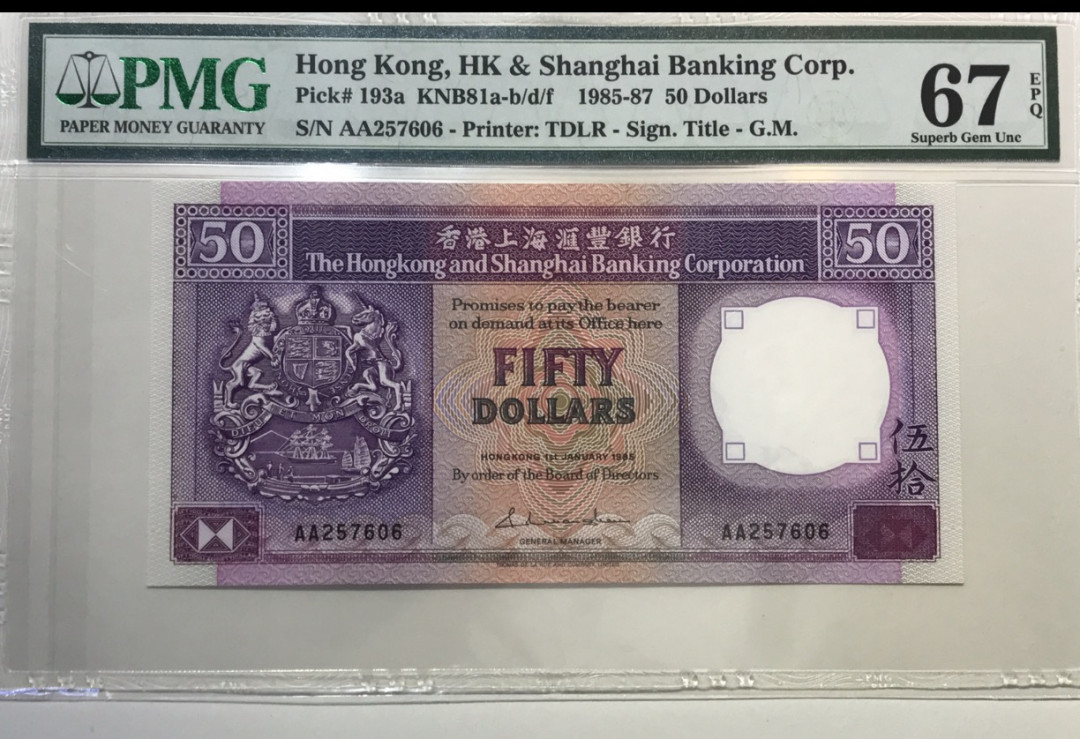 PMG
PAPER MONEY GUARANTY
Hong Kong, HK & Shanghai Banking Corp.
Pick# 193a KNB81a-b/d/f 1985-87 50 Dollars
S/N AA257606 - Printer: TDLR - Sign. Title - G.M.
67
EPQ
Superb Gem Unc
50
香港上海滙豐銀行
50
The Hongkong and Shanghai Banking Corporation
Promises to pay the bearer
on demand at its Office here
FIFTY
DOLLARS
HONGKONG 1st JANUARY 1985
By order of the Board of Directors
伍拾
AA257606
AA257606
GENERAL MANAGER